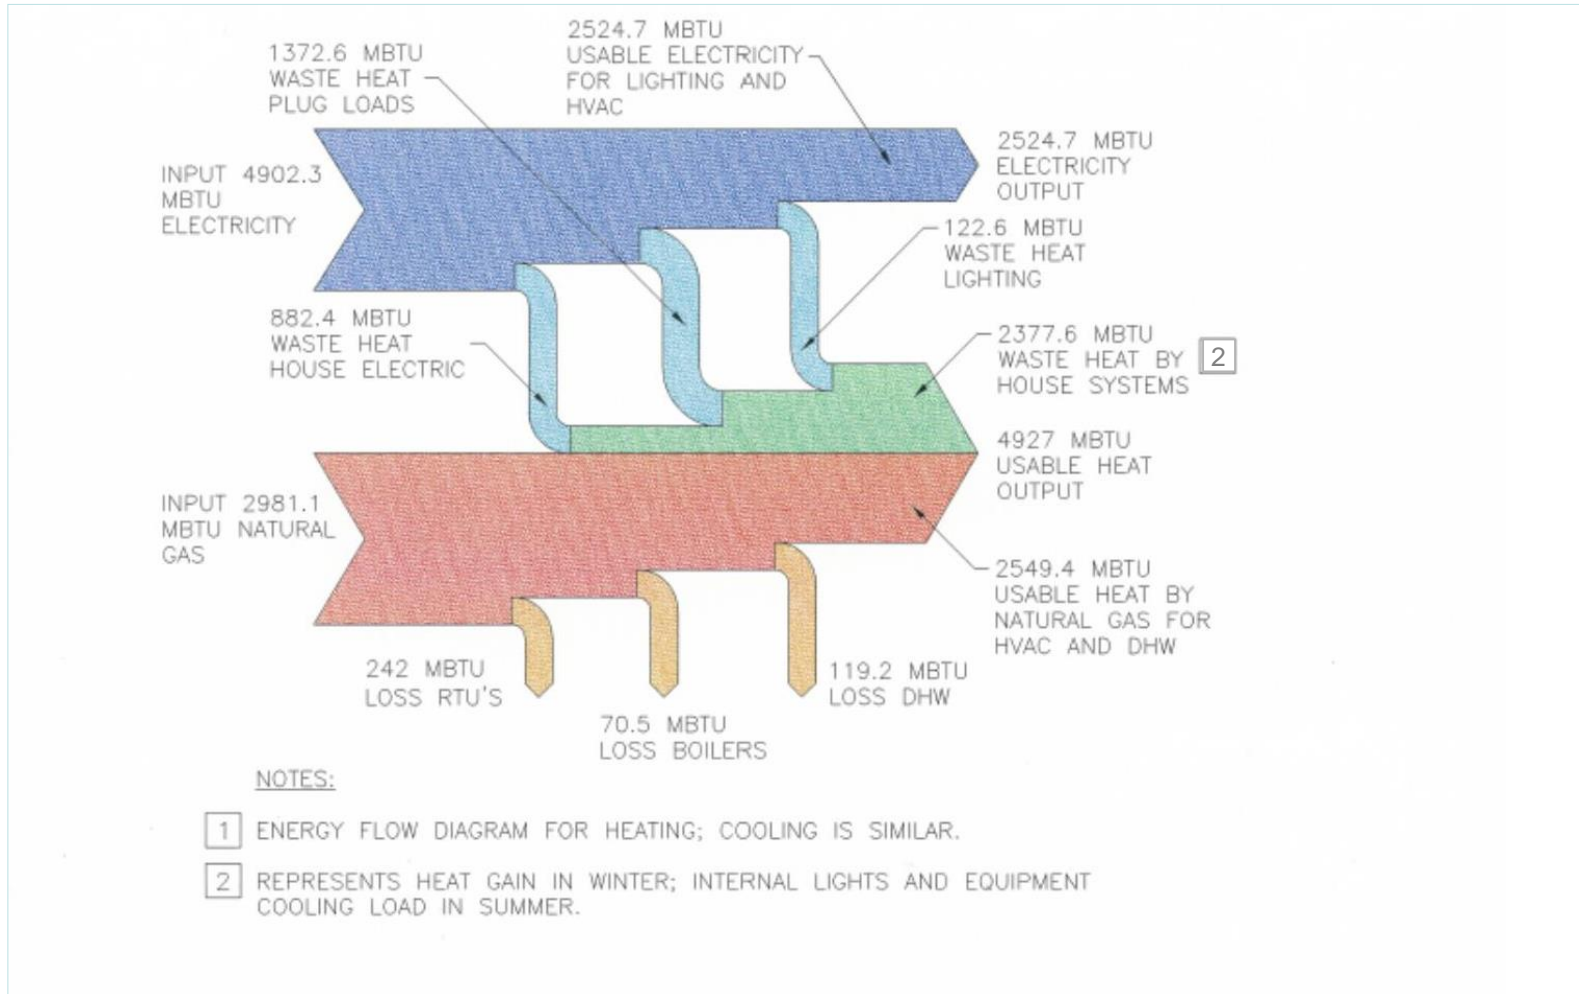 2524.7 MBTU
USABLE ELECTRICITY
FOR LIGHTING AND
HVAC
1372.6 MBTU
WASTE HEAT
PLUG LOADS
2524.7 MBTU
ELECTRICITY
OUTPUT
INPUT 4902.3
MBTU
ELECTRICITY
122.6 MBTU
WASTE HEAT
LIGHTING
882.4 MBTU
WASTE HEAT
HOUSE ELECTRIC
2377.6 MBTU
WASTE HEAT BY 2
HOUSE SYSTEMS
4927 MBTU
USABLE HEAT
OUTPUT
INPUT 2981.1
MBTU NATURAL
GAS
2549.4 MBTU
USABLE HEAT BY
NATURAL GAS FOR
HVAC AND DHW
242 MBTU
LOSS RTU'S
119.2 MBTU
LOSS DHW
70.5 MBTU
LOSS BOILERS
NOTES:
1 ENERGY FLOW DIAGRAM FOR HEATING; COOLING IS SIMILAR.
2 REPRESENTS HEAT GAIN IN WINTER; INTERNAL LIGHTS AND EQUIPMENT
COOLING LOAD IN SUMMER.